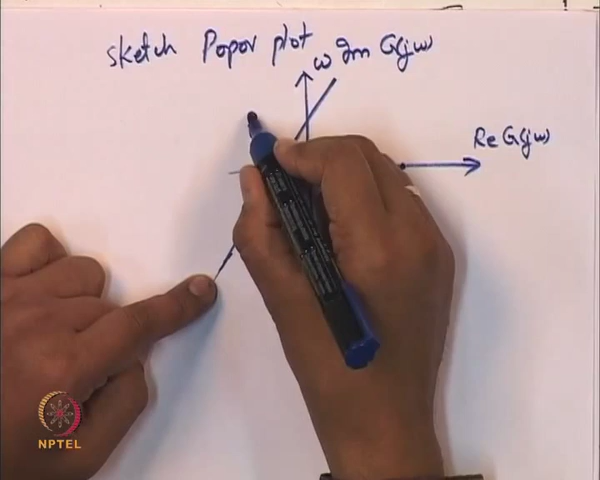 sketch Popov plot
ω Im G(jω)
Re G(jω)
NPTEL